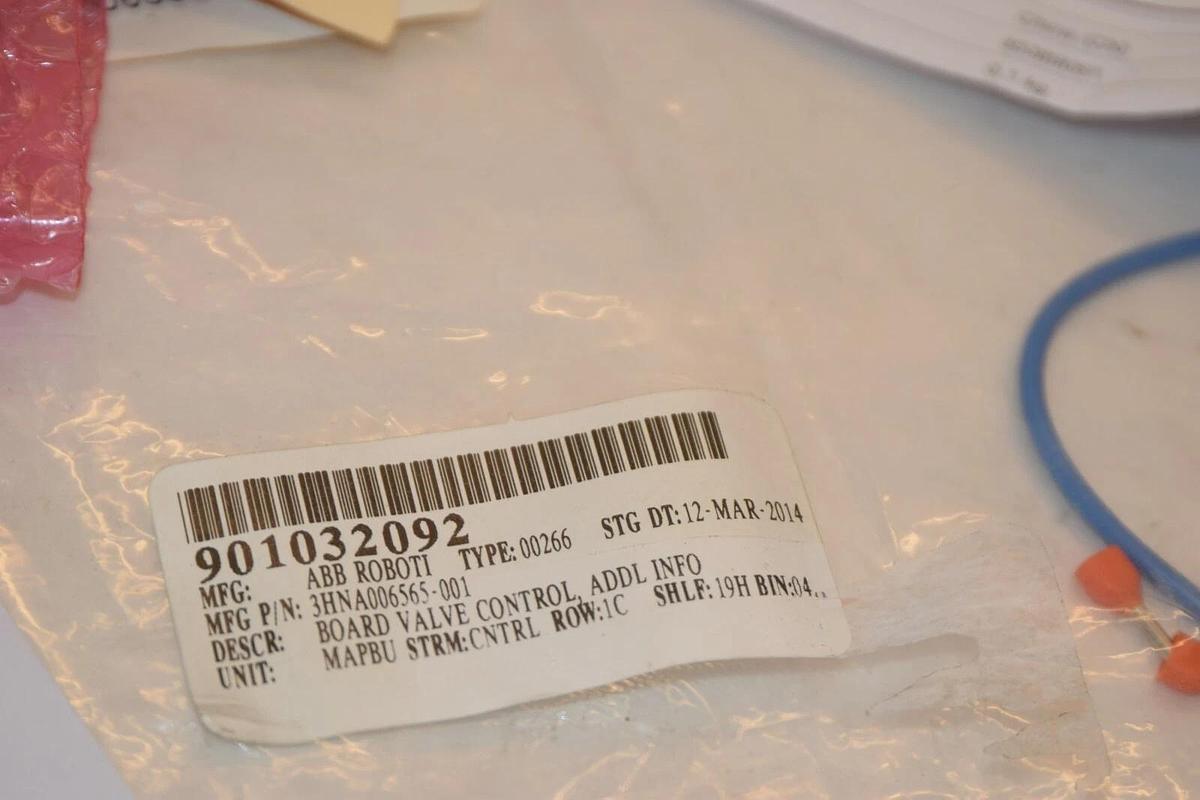 901032092 TYPE: 00266 STG DT: 12-MAR-2014
MFG: ABB ROBOTI
MFG P/N: 3HNA006565-001
DESCR: BOARD VALVE CONTROL, ADDL INFO
UNIT: MAPBU STRM: CNTRL ROW: 1C SHLF: 19H BIN: 04..